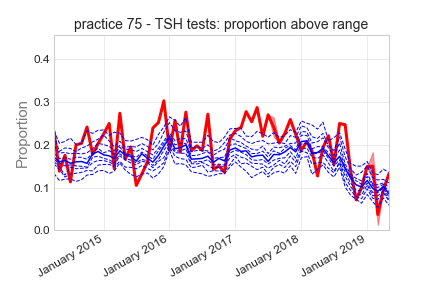 practice 75 - TSH tests: proportion above range
Proportion
0.4
0.3
0.2
0.1
0.0
January 2015
January 2016
January 2017
January 2018
January 2019